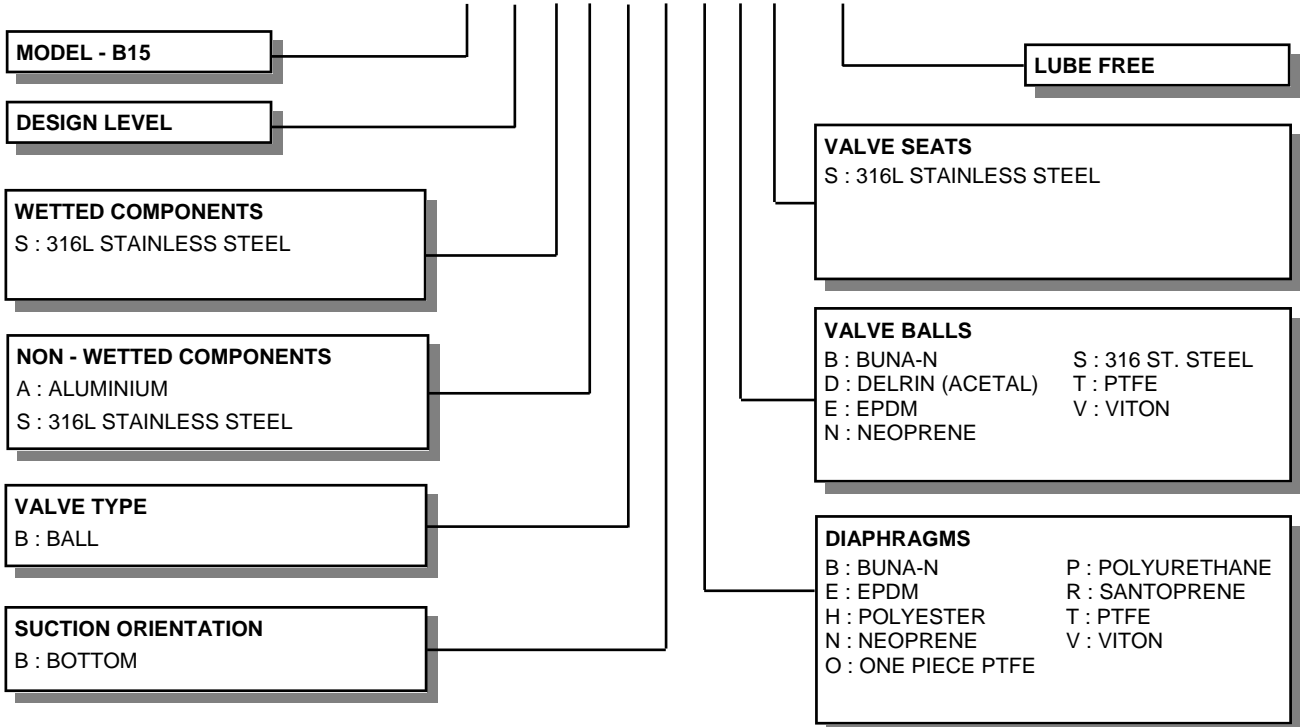 MODEL - B15
DESIGN LEVEL
WETTED COMPONENTS
S : 316L STAINLESS STEEL
NON - WETTED COMPONENTS
A : ALUMINIUM
S : 316L STAINLESS STEEL
VALVE TYPE
B : BALL
SUCTION ORIENTATION
B : BOTTOM
LUBE FREE
VALVE SEATS
S : 316L STAINLESS STEEL
VALVE BALLS
B : BUNA-N S : 316 ST. STEEL
D : DELRIN (ACETAL) T : PTFE
E : EPDM V : VITON
N : NEOPRENE
DIAPHRAGMS
B : BUNA-N P : POLYURETHANE
E : EPDM R : SANTOPRENE
H : POLYESTER T : PTFE
N : NEOPRENE V : VITON
O : ONE PIECE PTFE